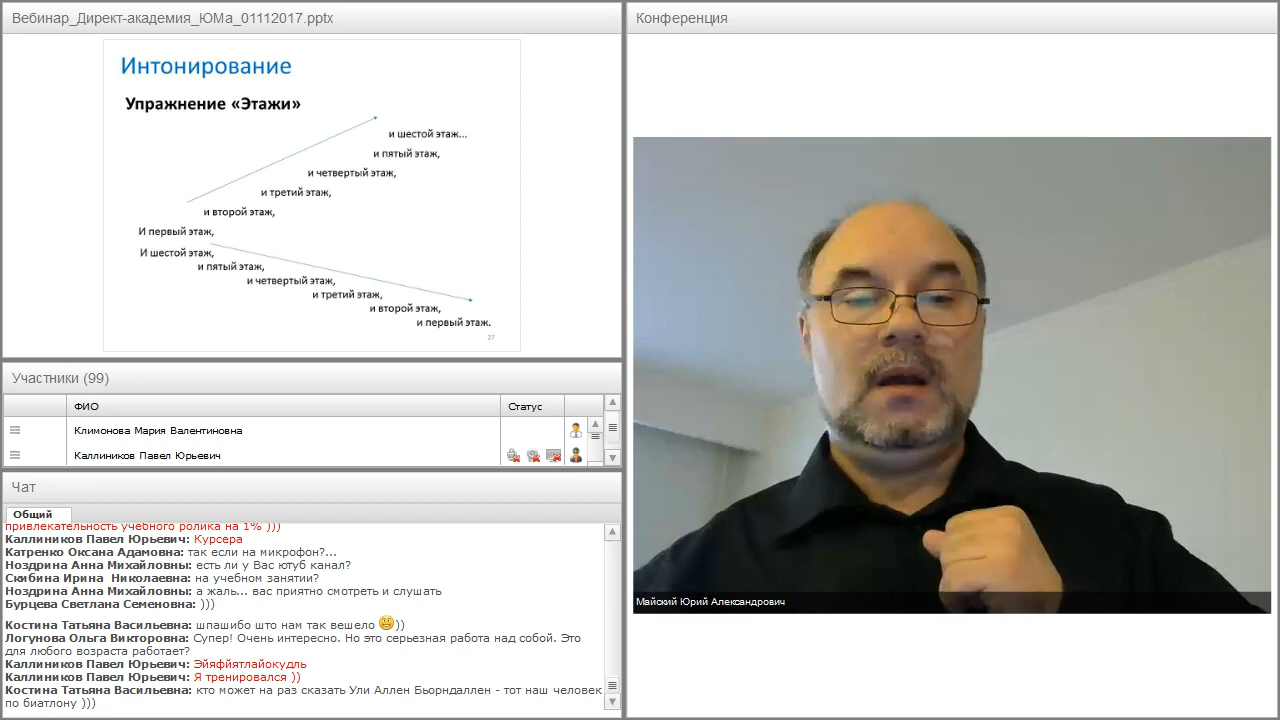 Вебинар_Директ-академия_ЮМа_01112017.pptx
Интонирование
Упражнение «Этажи»
и шестой этаж...
и пятый этаж,
и четвертый этаж,
и третий этаж,
и второй этаж,
И первый этаж,
И шестой этаж,
и пятый этаж,
и четвертый этаж,
и третий этаж,
и второй этаж,
и первый этаж.
27
Участники (99)
ФИО
Статус
Климонова Мария Валентиновна
Каллиников Павел Юрьевич
Чат
Общий
привлекательность учебного ролика на 1% )))
Каллиников Павел Юрьевич: Курсера
Катренко Оксана Адамовна: так если на микрофон?...
Ноздрина Анна Михайловны: есть ли у Вас ютуб канал?
Скибина Ирина Николаевна: на учебном занятии?
Ноздрина Анна Михайловны: а жаль... вас приятно смотреть и слушать
Бурцева Светлана Семеновна: )))
Костина Татьяна Васильевна: шпашибо што нам так вешело ))
Логунова Ольга Викторовна: Супер! Очень интересно. Но это серьезная работа над собой. Это
для любого возраста работает?
Каллиников Павел Юрьевич: Эйяфйятлайокудль
Каллиников Павел Юрьевич: Я тренировался ))
Костина Татьяна Васильевна: кто может на раз сказать Ули Аллен Бьорндаллен - тот наш человек
по биатлону )))
Конференция
Майский Юрий Александрович